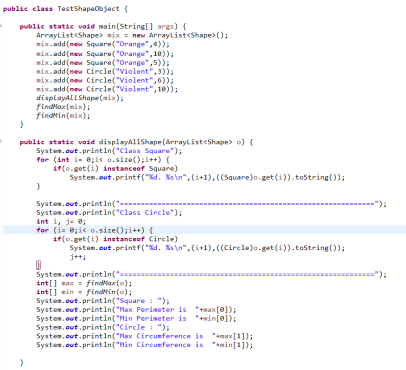 public class TestShapeObject {
public static void main(String[] args) {
ArrayList<Shape> mix = new ArrayList<Shape>();
mix.add(new Square("Orange",4));
mix.add(new Square("Orange",10));
mix.add(new Square("Orange",5));
mix.add(new Circle("Violent",3));
mix.add(new Circle("Violent",6));
mix.add(new Circle("Violent",10));
displayAllShape(mix);
findMax(mix);
findMin(mix);
}
public static void displayAllShape(ArrayList<Shape> o) {
System.out.println("Class Square");
for (int i= 0;i< o.size();i++) {
if(o.get(i) instanceof Square)
System.out.printf("%d. %s\n",(i+1),((Square)o.get(i)).toString());
}
System.out.println("=============================================================");
System.out.println("Class Circle");
int i, j= 0;
for (i= 0;i< o.size();i++) {
if(o.get(i) instanceof Circle)
System.out.printf("%d. %s\n",(i+1),((Circle)o.get(i)).toString());
j++;
}
System.out.println("=============================================================");
int[] max = findMax(o);
int[] min = findMin(o);
System.out.println("Square : ");
System.out.println("Max Perimeter is  "+max[0]);
System.out.println("Min Perimeter is  "+min[0]);
System.out.println("Circle : ");
System.out.println("Max Circumference is  "+max[1]);
System.out.println("Min Circumference is  "+min[1]);
}